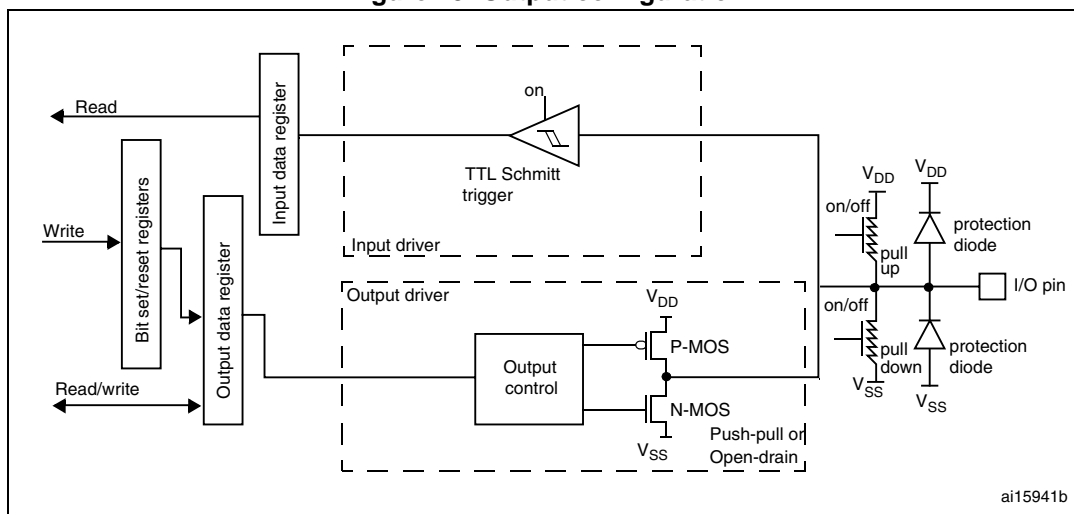 Read
Bit set/reset registers
Write
Read/write
Input data register
Output data register
on
TTL Schmitt
trigger
Input driver
Output driver
VDD
Output
control
P-MOS
N-MOS
VSS
Push-pull or
Open-drain
VDD
on/off
pull
up
VDD
protection
diode
I/O pin
on/off
pull
down
VSS
protection
diode
VSS
ai15941b